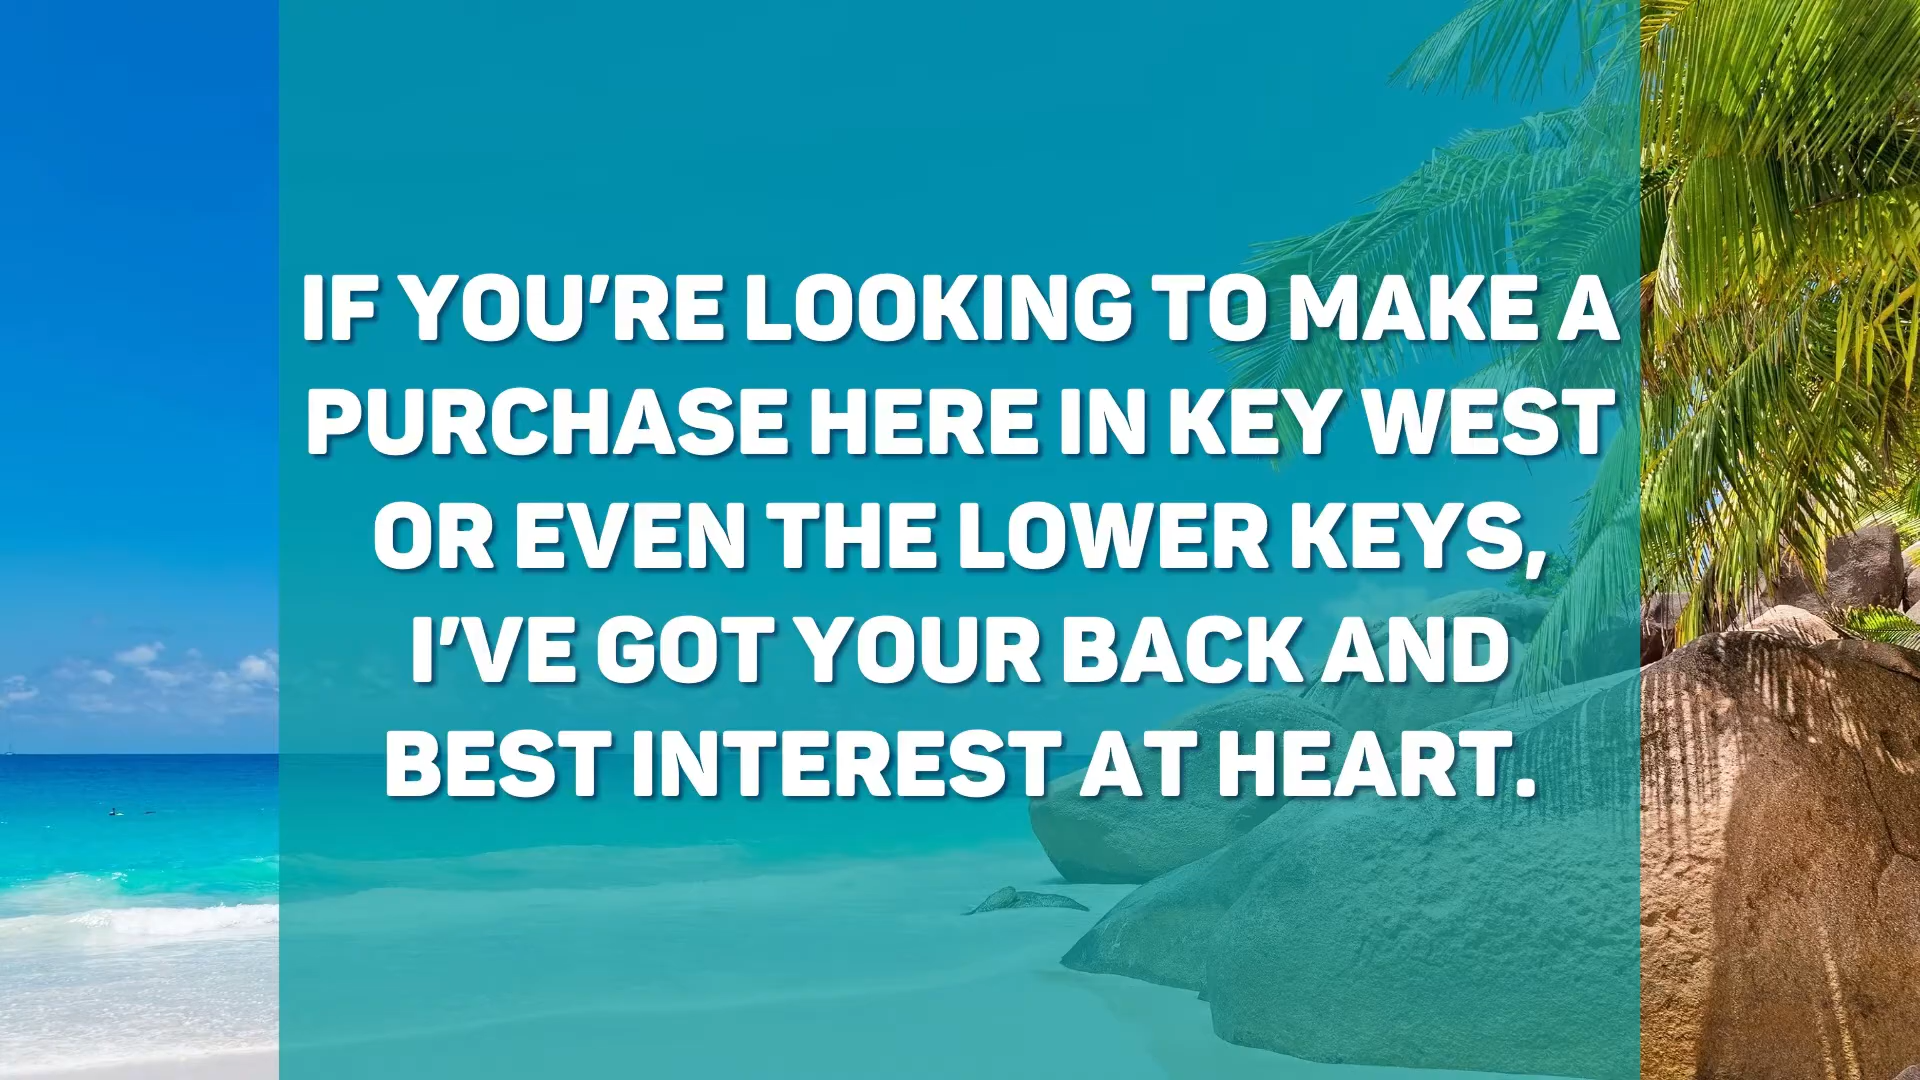 IF YOU'RE LOOKING TO MAKE A
PURCHASE HERE IN KEY WEST
OR EVEN THE LOWER KEYS,
I'VE GOT YOUR BACK AND
BEST INTEREST AT HEART.